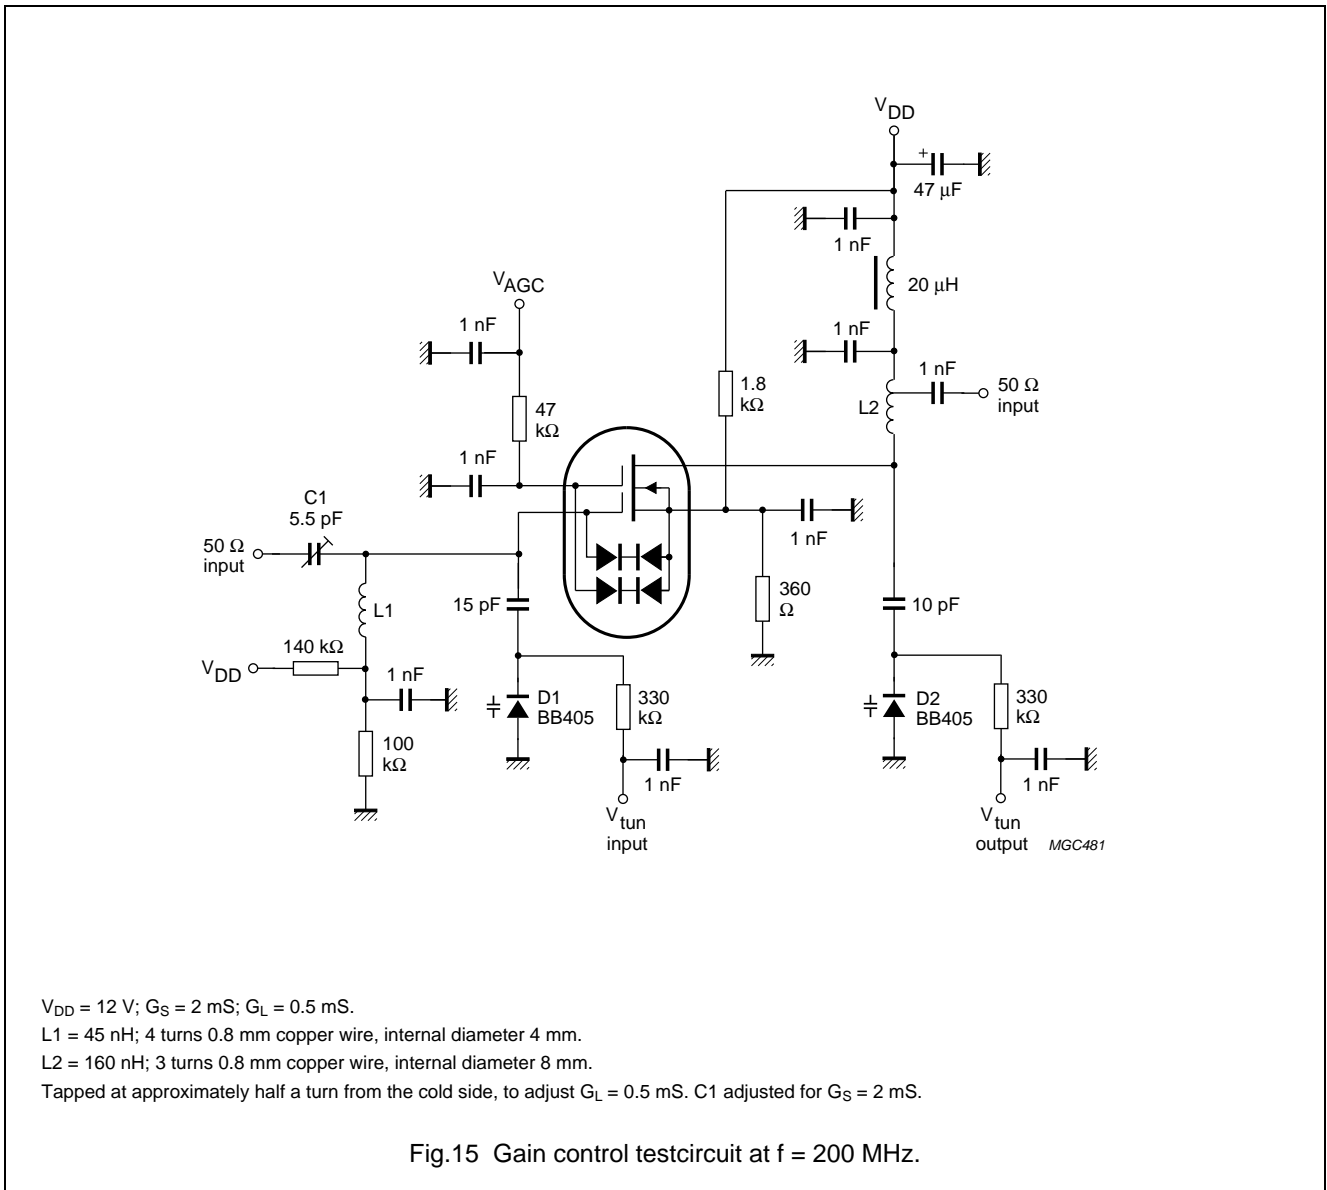 V_DD
+
47 μF
1 nF
20 μH
V_AGC
1 nF
1 nF
1 nF
50 Ω
input
1.8
kΩ
L2
47
kΩ
1 nF
C1
5.5 pF
1 nF
50 Ω
input
15 pF
360
Ω
10 pF
L1
140 kΩ
V_DD
1 nF
D1
BB405
330
kΩ
D2
BB405
330
kΩ
100
kΩ
1 nF
1 nF
V_tun
input
V_tun
output
MGC481
V_DD = 12 V; G_S = 2 mS; G_L = 0.5 mS.
L1 = 45 nH; 4 turns 0.8 mm copper wire, internal diameter 4 mm.
L2 = 160 nH; 3 turns 0.8 mm copper wire, internal diameter 8 mm.
Tapped at approximately half a turn from the cold side, to adjust G_L = 0.5 mS. C1 adjusted for G_S = 2 mS.
Fig.15 Gain control testcircuit at f = 200 MHz.